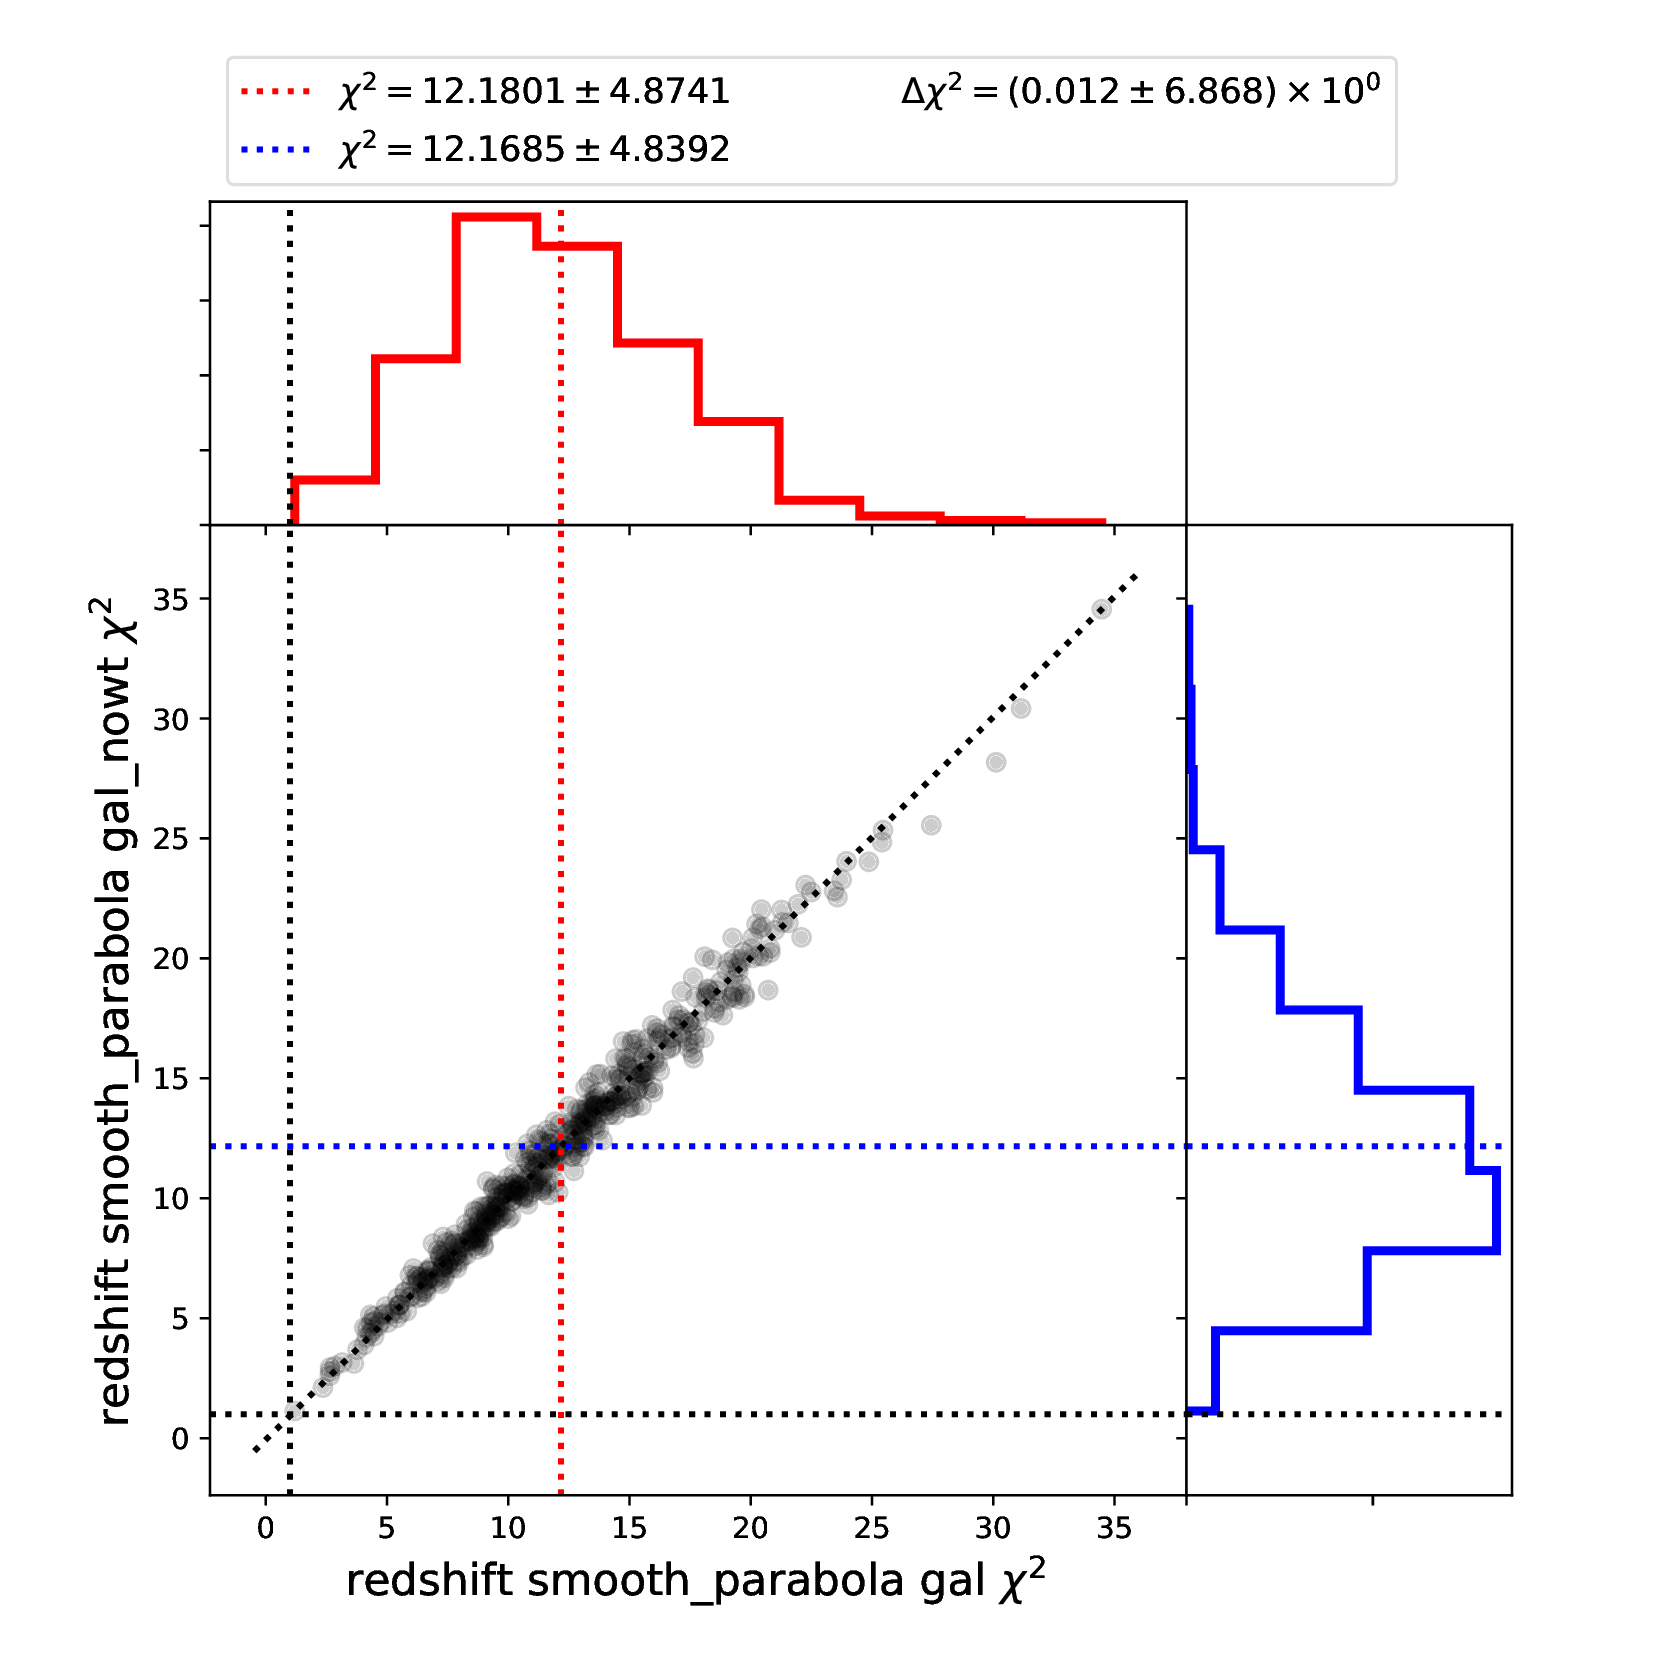 χ² = 12.1801 ± 4.8741
Δχ² = (0.012 ± 6.868) × 10⁰
χ² = 12.1685 ± 4.8392
redshift smooth_parabola gal_nowt χ²
35
30
25
20
15
10
5
0
0 5 10 15 20 25 30 35
redshift smooth_parabola gal χ²